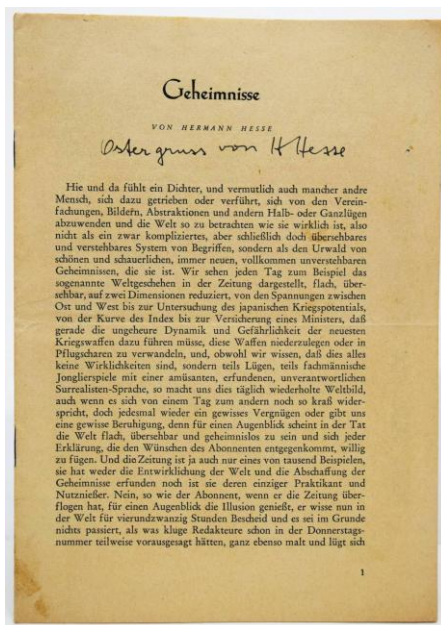 Geheimnisse
VON HERMANN HESSE
Ostergruss von H Hesse
Hie und da fühlt ein Dichter, und vermutlich auch mancher andre
Mensch, sich dazu getrieben oder verführt, sich von den Verein-
fachungen, Bildern, Abstraktionen und andern Halb- oder Ganzlügen
abzuwenden und die Welt so zu betrachten wie sie wirklich ist, also
nicht als ein zwar kompliziertes, aber schließlich doch übersehbares
und verstehbares System von Begriffen, sondern als den Urwald von
schönen und schauerlichen, immer neuen, vollkommen unverstehbaren
Geheimnissen, die sie ist. Wir sehen jeden Tag zum Beispiel das
sogenannte Weltgeschehen in der Zeitung dargestellt, flach, über-
sehbar, auf zwei Dimensionen reduziert, von den Spannungen zwischen
Ost und West bis zur Untersuchung des japanischen Kriegspotentials,
von der Kurve des Index bis zur Versicherung eines Ministers, daß
gerade die ungeheure Dynamik und Gefährlichkeit der neuesten
Kriegswaffen dazu führen müsse, diese Waffen niederzulegen oder in
Pflugscharen zu verwandeln, und, obwohl wir wissen, daß dies alles
keine Wirklichkeiten sind, sondern teils Lügen, teils fachmännische
Jonglierspiele mit einer amüsanten, erfundenen, unverantwortlichen
Surrealisten-Sprache, so macht uns dies täglich wiederholte Weltbild,
auch wenn es sich von einem Tag zum andern noch so kraß wider-
spricht, doch jedesmal wieder ein gewisses Vergnügen oder gibt uns
eine gewisse Beruhigung, denn für einen Augenblick scheint in der Tat
die Welt flach, übersehbar und geheimnislos zu sein und sich jeder
Erklärung, die den Wünschen des Abonnenten entgegenkommt, willig
zu fügen. Und die Zeitung ist ja auch nur eines von tausend Beispielen,
sie hat weder die Entwirklichung der Welt und die Abschaffung der
Geheimnisse erfunden noch ist sie deren einziger Praktikant und
Nutznießer. Nein, so wie der Abonnent, wenn er die Zeitung über-
flogen hat, für einen Augenblick die Illusion genießt, er wisse nun in
der Welt für vierundzwanzig Stunden Bescheid und es sei im Grunde
nichts passiert, als was kluge Redakteure schon in der Donnerstags-
nummer teilweise vorausgesagt hätten, ganz ebenso malt und lügt sich
1